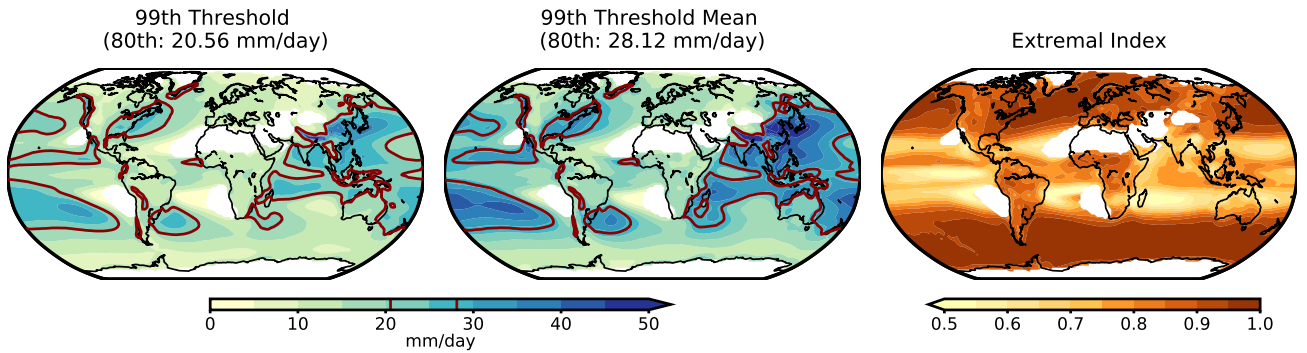 99th Threshold
(80th: 20.56 mm/day)
99th Threshold Mean
(80th: 28.12 mm/day)
Extremal Index
0 10 20 30 40 50
mm/day
0.5 0.6 0.7 0.8 0.9 1.0